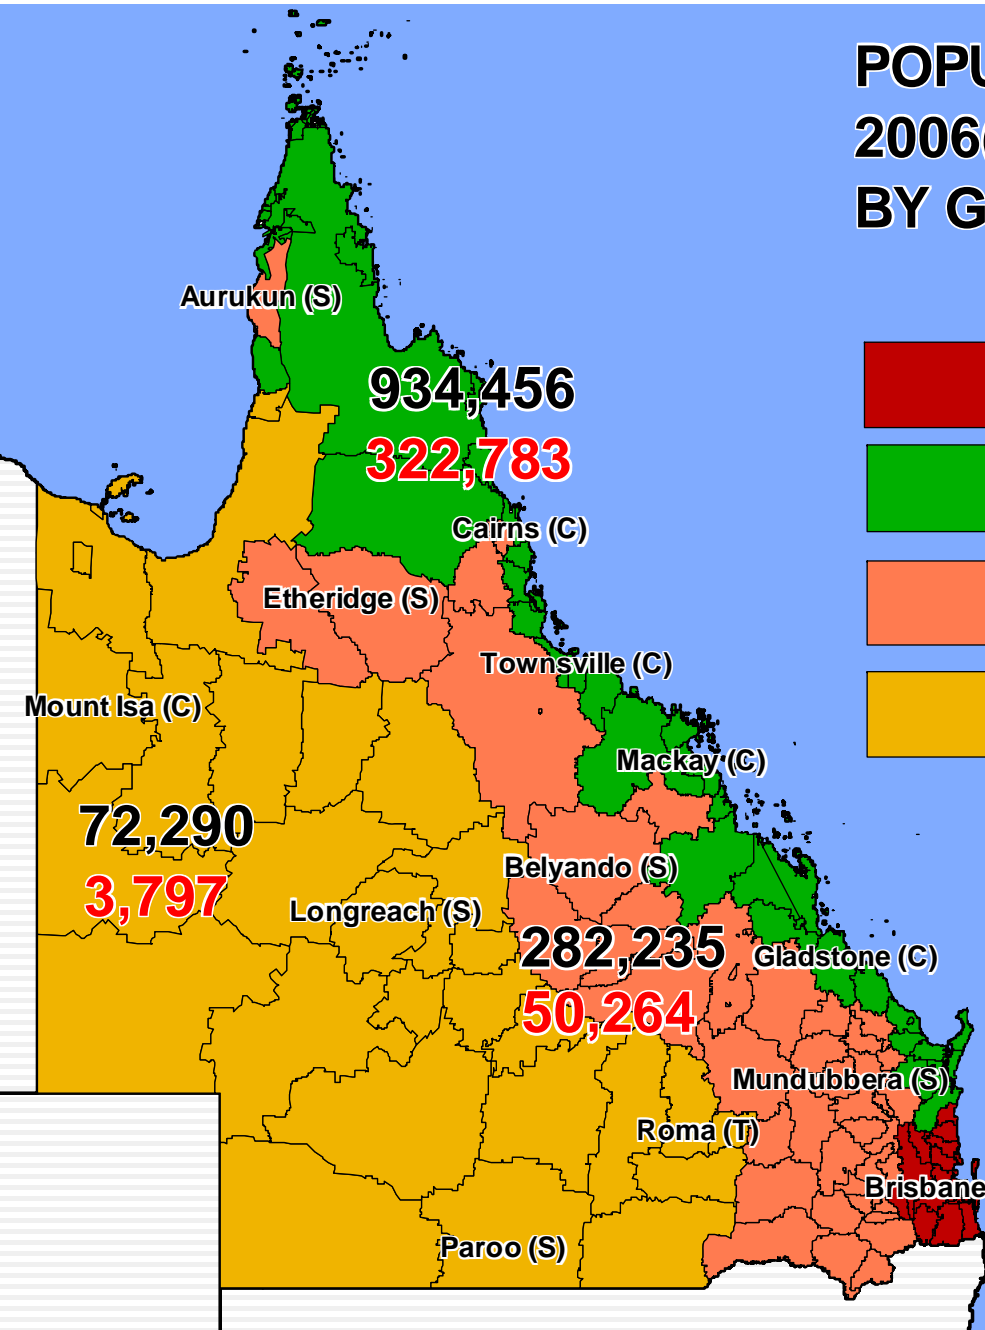 POPU
2006(
BY G
Aurukun (S)
934,456
322,783
Cairns (C)
Etheridge (S)
Townsville (C)
Mount Isa (C)
Mackay (C)
72,290
3,797
Belyando (S)
Longreach (S)
282,235
50,264
Gladstone (C)
Mundubbera (S)
Roma (T)
Brisbane
Paroo (S)